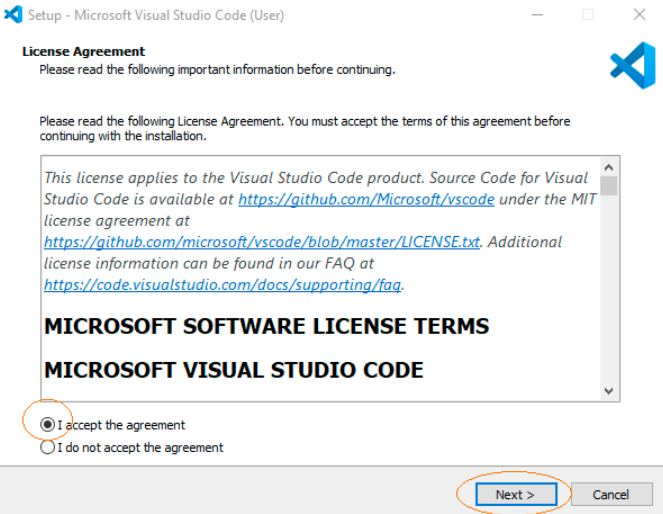 Setup - Microsoft Visual Studio Code (User)
License Agreement
Please read the following important information before continuing.
Please read the following License Agreement. You must accept the terms of this agreement before
continuing with the installation.
This license applies to the Visual Studio Code product. Source Code for Visual
Studio Code is available at https://github.com/Microsoft/vscode under the MIT
license agreement at
https://github.com/microsoft/vscode/blob/master/LICENSE.txt. Additional
license information can be found in our FAQ at
https://code.visualstudio.com/docs/supporting/faq.
MICROSOFT SOFTWARE LICENSE TERMS
MICROSOFT VISUAL STUDIO CODE
I accept the agreement
I do not accept the agreement
Next >
Cancel